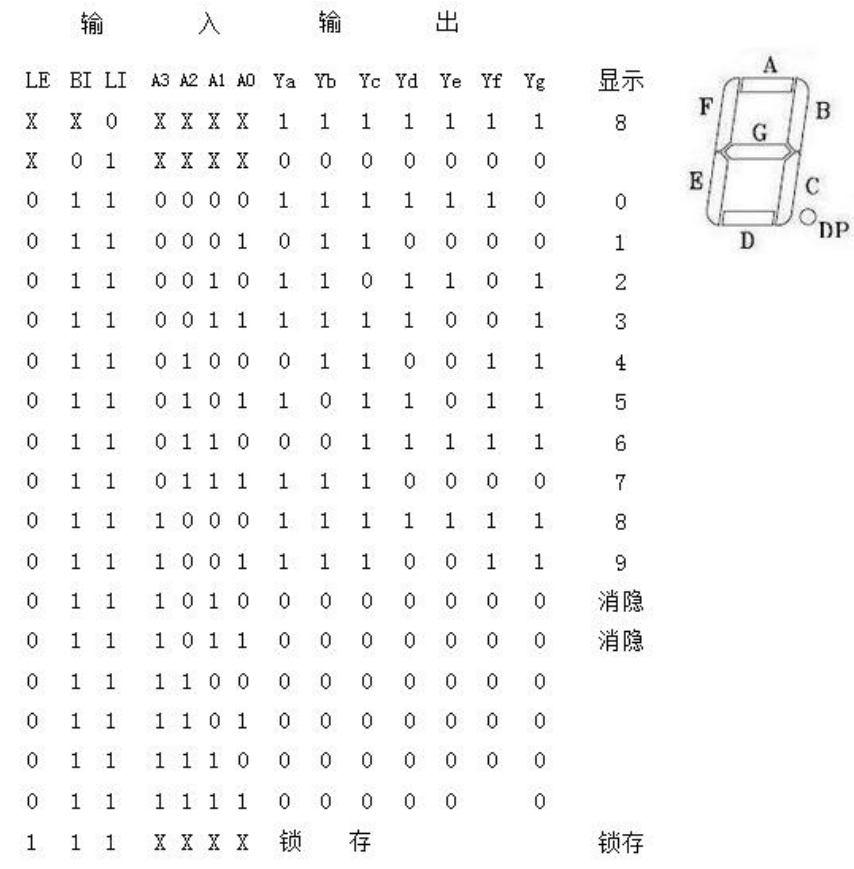 输 入 输 出
LE BI LI A3 A2 A1 A0 Ya Yb Yc Yd Ye Yf Yg 显示
X X 0 X X X X 1 1 1 1 1 1 1 8
X 0 1 X X X X 0 0 0 0 0 0 0
0 1 1 0 0 0 0 1 1 1 1 1 1 0 0
0 1 1 0 0 0 1 0 1 1 0 0 0 0 1
0 1 1 0 0 1 0 1 1 0 1 1 0 1 2
0 1 1 0 0 1 1 1 1 1 1 0 0 1 3
0 1 1 0 1 0 0 0 1 1 0 0 1 1 4
0 1 1 0 1 0 1 1 0 1 1 0 1 1 5
0 1 1 0 1 1 0 0 0 1 1 1 1 1 6
0 1 1 0 1 1 1 1 1 1 0 0 0 0 7
0 1 1 1 0 0 0 1 1 1 1 1 1 1 8
0 1 1 1 0 0 1 1 1 1 0 0 1 1 9
0 1 1 1 0 1 0 0 0 0 0 0 0 0 消隐
0 1 1 1 0 1 1 0 0 0 0 0 0 0 消隐
0 1 1 1 1 0 0 0 0 0 0 0 0 0
0 1 1 1 1 0 1 0 0 0 0 0 0 0
0 1 1 1 1 1 0 0 0 0 0 0 0 0
0 1 1 1 1 1 1 0 0 0 0 0 0
1 1 1 X X X X 锁 存 锁存
A
F B
G
E C
D DP